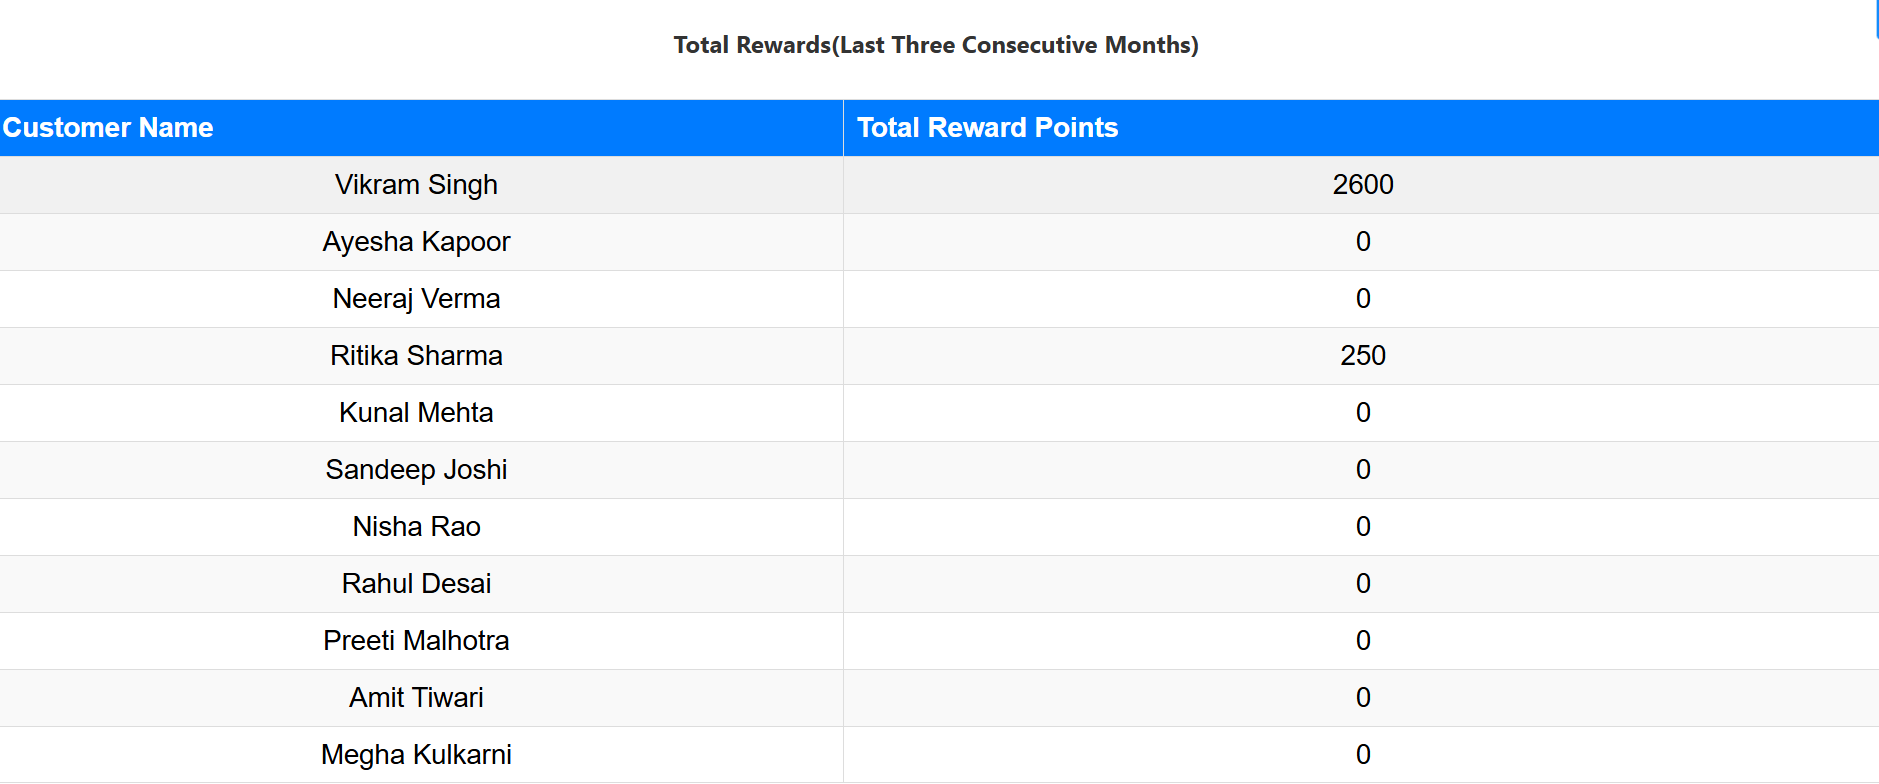 Total Rewards(Last Three Consecutive Months)
Customer Name Total Reward Points
Vikram Singh 2600
Ayesha Kapoor 0
Neeraj Verma 0
Ritika Sharma 250
Kunal Mehta 0
Sandeep Joshi 0
Nisha Rao 0
Rahul Desai 0
Preeti Malhotra 0
Amit Tiwari 0
Megha Kulkarni 0